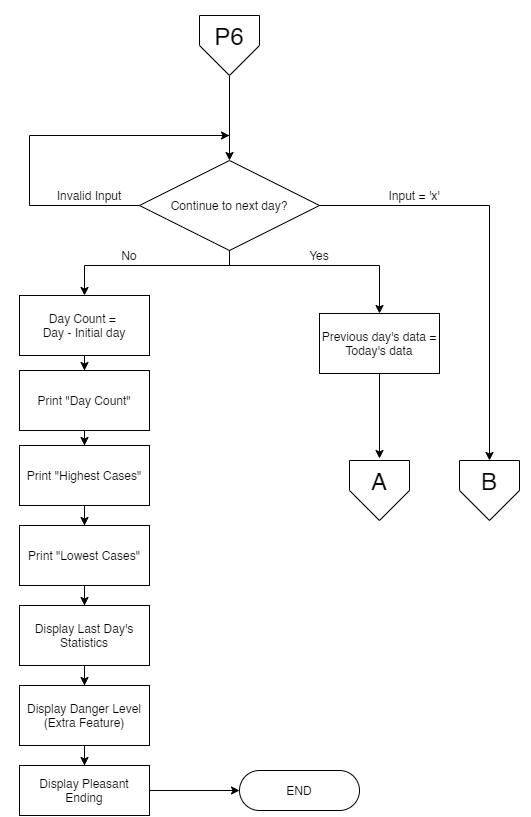 P6
Continue to next day?
Invalid Input
Input = 'x'
No
Yes
Day Count =
Day - Initial day
Previous day's data =
Today's data
Print "Day Count"
Print "Highest Cases"
A
B
Print "Lowest Cases"
Display Last Day's
Statistics
Display Danger Level
(Extra Feature)
Display Pleasant
Ending
END